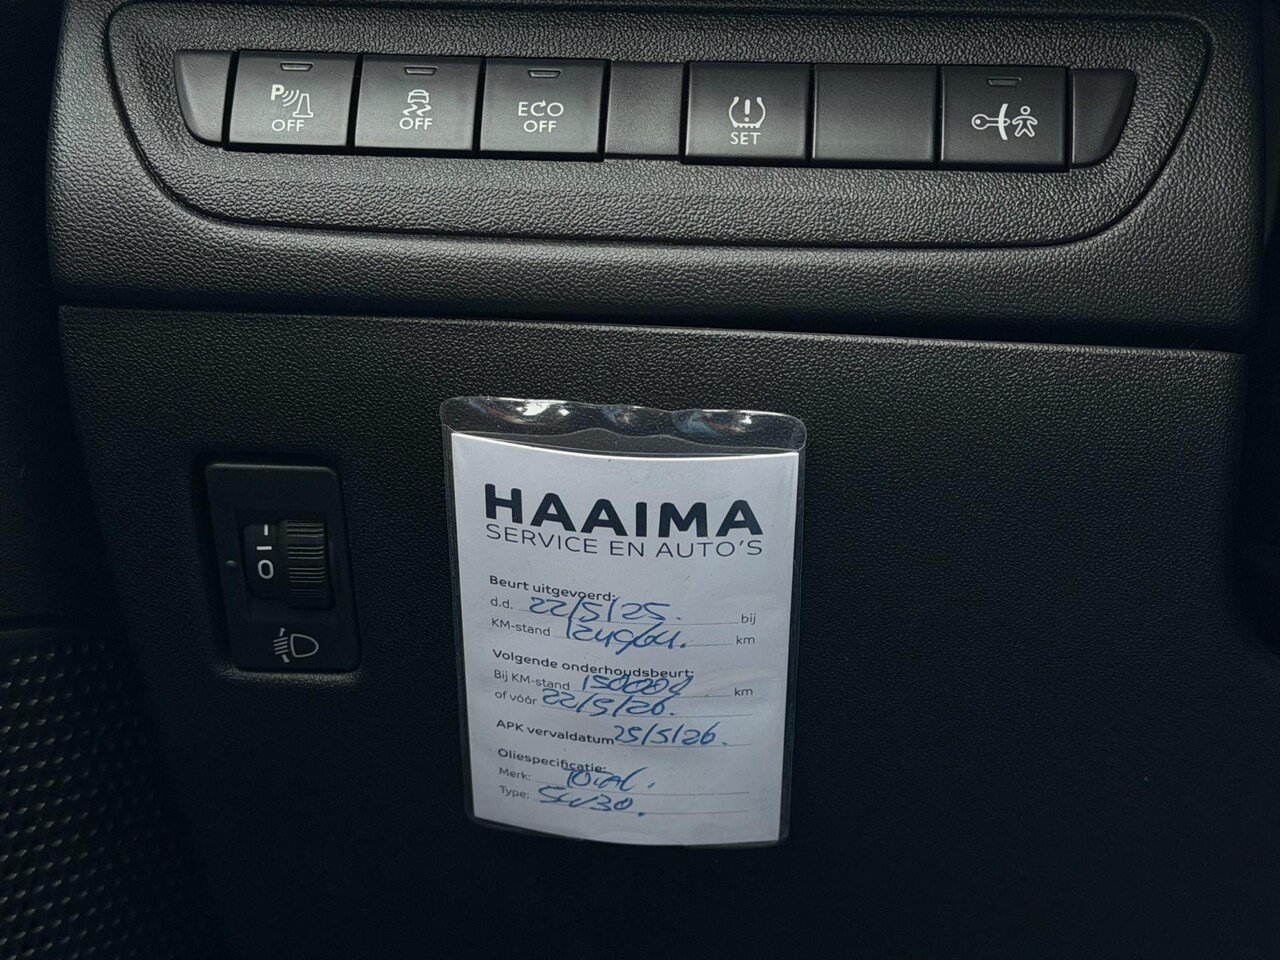 P
OFF
OFF
ECO
OFF
SET
HAAIMA
SERVICE EN AUTO'S
Beurt uitgevoerd:
d.d. 22/5/25. bij
KM-stand 124964. km
Volgende onderhoudsbeurt:
Bij KM-stand 150000 km
of vóór 22/5/26.
APK vervaldatum 25/5/26.
Oliespecificatie:
Merk: TOTAL.
Type: 5W30.
0